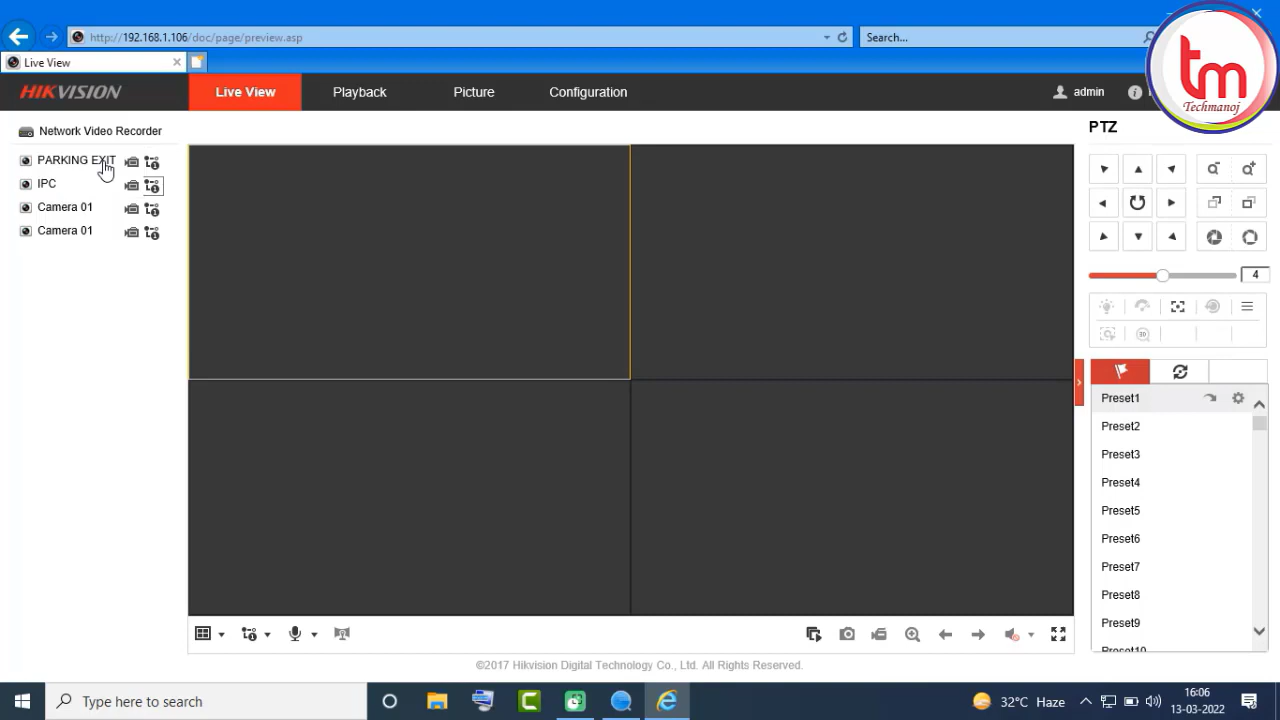 http://192.168.1.106/doc/page/preview.asp
Search...
Live View
tm
Techmanoj
HIKVISION
Live View
Playback
Picture
Configuration
admin
Network Video Recorder
PARKING EXIT
IPC
Camera 01
Camera 01
PTZ
4
3D
Preset1
Preset2
Preset3
Preset4
Preset5
Preset6
Preset7
Preset8
Preset9
Preset10
©2017 Hikvision Digital Technology Co., Ltd. All Rights Reserved.
Type here to search
32°C Haze
16:06
13-03-2022